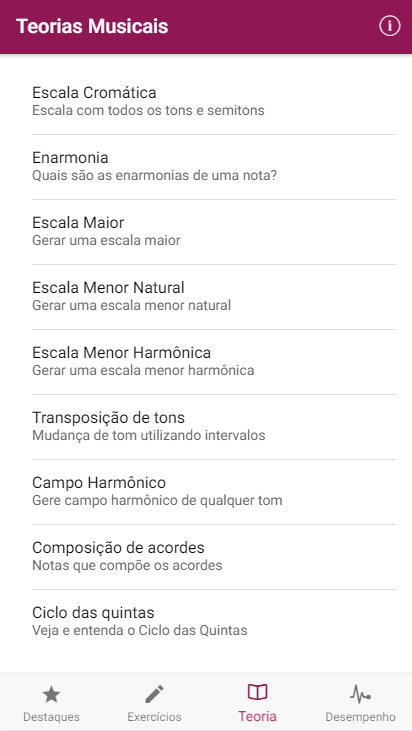 Teorias Musicais
Escala Cromática
Escala com todos os tons e semitons
Enarmonia
Quais são as enarmonias de uma nota?
Escala Maior
Gerar uma escala maior
Escala Menor Natural
Gerar uma escala menor natural
Escala Menor Harmônica
Gerar uma escala menor harmônica
Transposição de tons
Mudança de tom utilizando intervalos
Campo Harmônico
Gere campo harmônico de qualquer tom
Composição de acordes
Notas que compõe os acordes
Ciclo das quintas
Veja e entenda o Ciclo das Quintas
Destaques Exercícios Teoria Desempenho